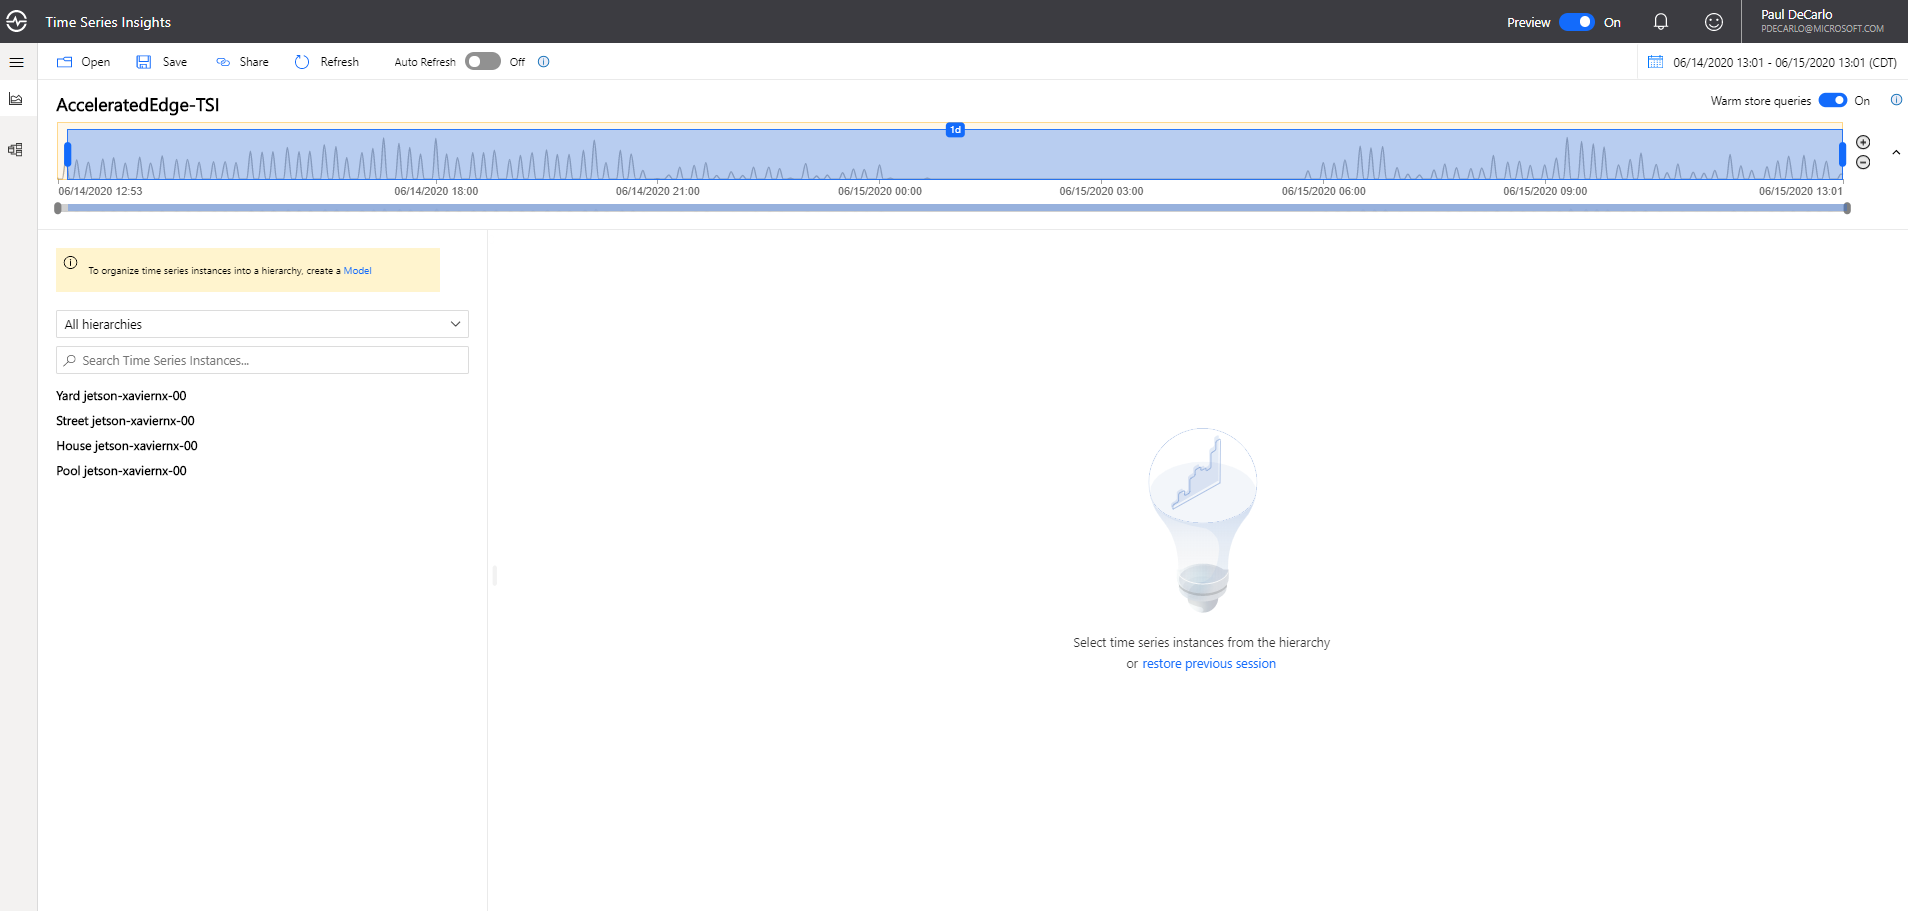 Time Series Insights
Preview On
Paul DeCarlo
PDECARLO@MICROSOFT.COM
Open Save Share Refresh Auto Refresh Off
06/14/2020 13:01 - 06/15/2020 13:01 (CDT)
AcceleratedEdge-TSI
Warm store queries On
1d
06/14/2020 12:53 06/14/2020 18:00 06/14/2020 21:00 06/15/2020 00:00 06/15/2020 03:00 06/15/2020 06:00 06/15/2020 09:00 06/15/2020 13:01
To organize time series instances into a hierarchy, create a Model
All hierarchies
Search Time Series Instances...
Yard jetson-xaviernx-00
Street jetson-xaviernx-00
House jetson-xaviernx-00
Pool jetson-xaviernx-00
Select time series instances from the hierarchy
or restore previous session